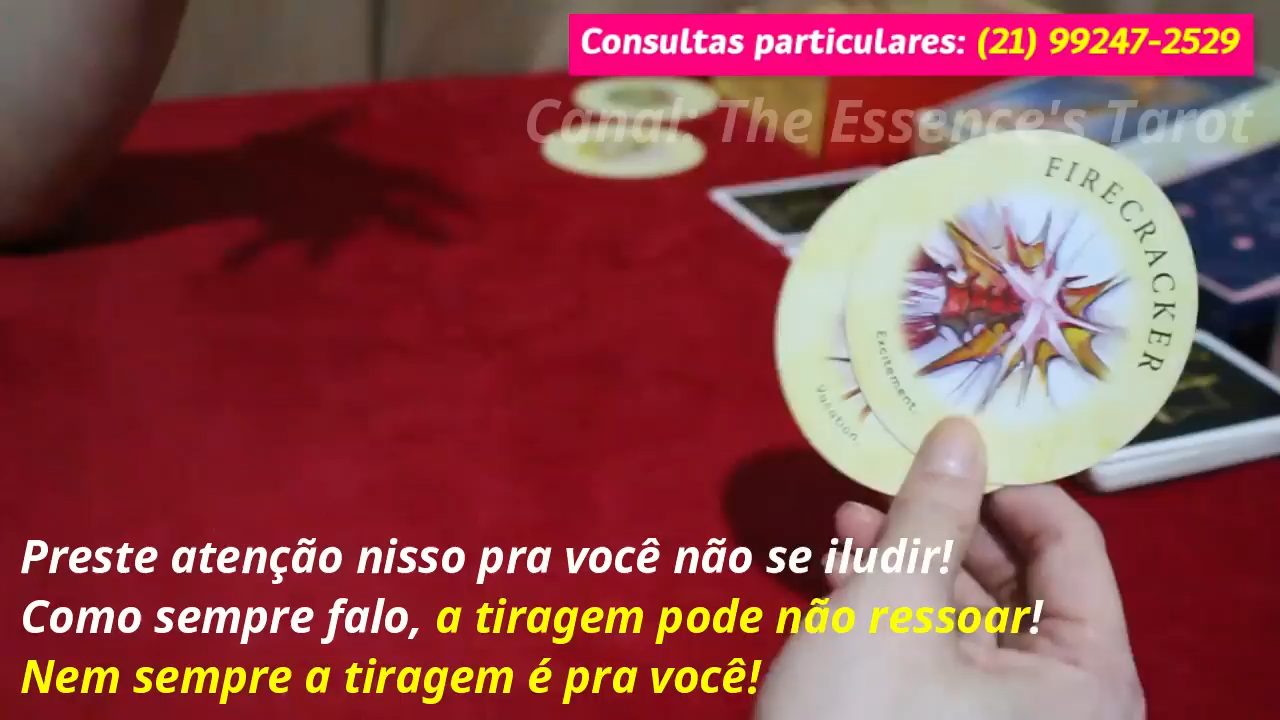 Consultas particulares: (21) 99247-2529
Canal: The Essence's Tarot
FIRECRACKER
Excitement.
Vacation.
Preste atenção nisso pra você não se iludir!
Como sempre falo, a tiragem pode não ressoar!
Nem sempre a tiragem é pra você!